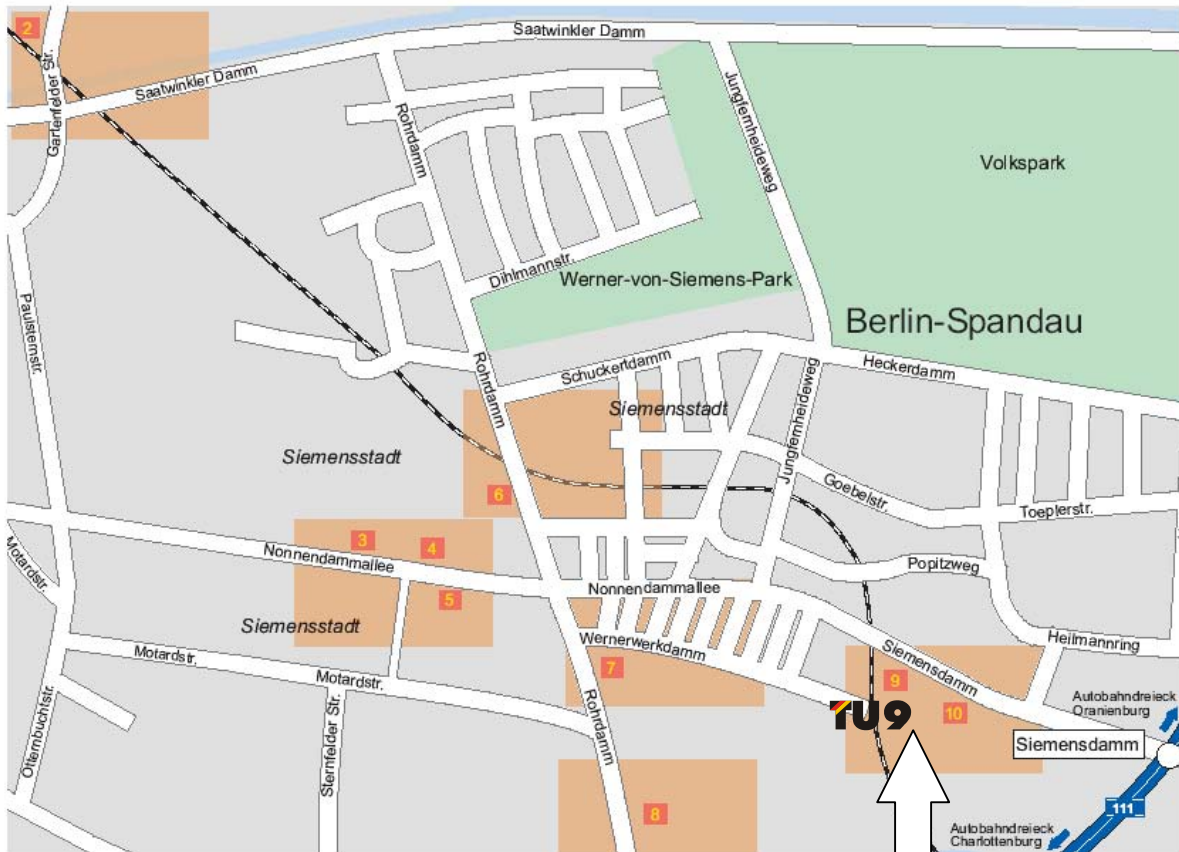 2
Saatwinkler Damm
Gartenfelder Str.
Saatwinkler Damm
Rohrdamm
Jungfernheideweg
Volkspark
Dihlmannstr.
Werner-von-Siemens-Park
Berlin-Spandau
Paulsternstr.
Rohrdamm
Schuckertdamm
Heckerdamm
Siemensstadt
Jungfernheideweg
Siemensstadt
Goebelstr.
6
Toeplerstr.
3
4
Motardstr.
Nonnendammallee
Popitzweg
5
Nonnendammallee
Siemensstadt
Wernerwerkdamm
Heilmannring
Motardstr.
Siemensdamm
7
Motardstr.
9
Otternbuchtstr.
Sternfelder Str.
Rohrdamm
TU9
10
Autobahndreieck
Oranienburg
Siemensdamm
8
111
Autobahndreieck
Charlottenburg